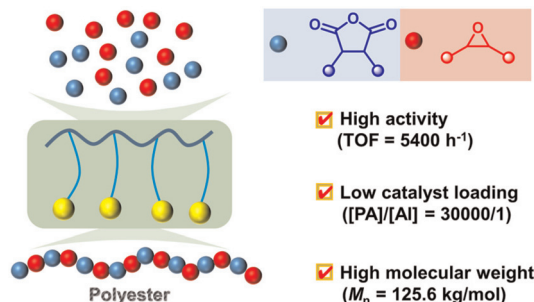 O O O
O
High activity
(TOF = 5400 h⁻¹)
Low catalyst loading
([PA]/[Al] = 30000/1)
High molecular weight
(Mn = 125.6 kg/mol)
Polyester